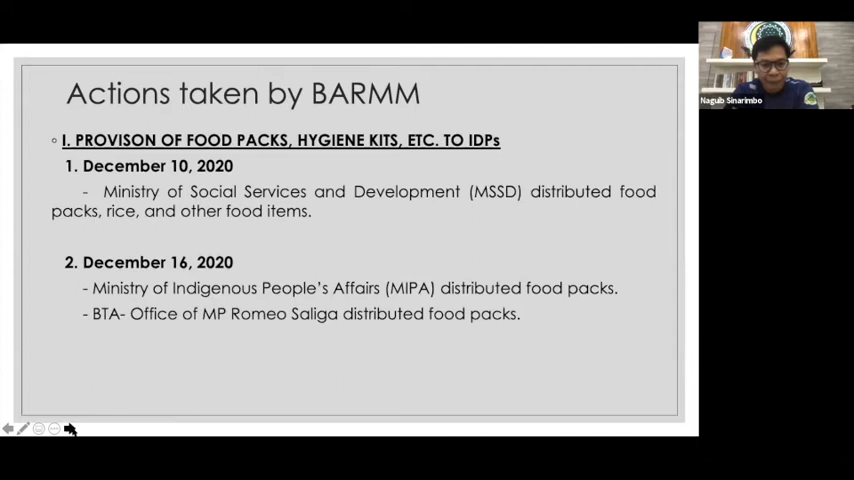 Actions taken by BARMM
I. PROVISON OF FOOD PACKS, HYGIENE KITS, ETC. TO IDPs
1. December 10, 2020
- Ministry of Social Services and Development (MSSD) distributed food
packs, rice, and other food items.
2. December 16, 2020
- Ministry of Indigenous People's Affairs (MIPA) distributed food packs.
- BTA- Office of MP Romeo Saliga distributed food packs.
Naguib Sinarimbo